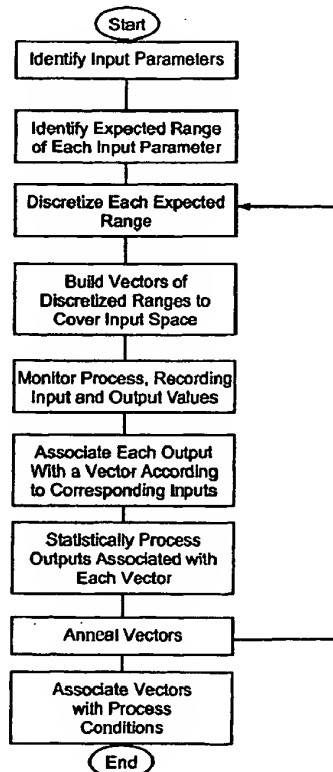 Start
Identify Input Parameters
Identify Expected Range
of Each Input Parameter
Discretize Each Expected
Range
Build Vectors of
Discretized Ranges to
Cover Input Space
Monitor Process, Recording
Input and Output Values
Associate Each Output
With a Vector According
to Corresponding Inputs
Statistically Process
Outputs Associated with
Each Vector
Anneal Vectors
Associate Vectors
with Process
Conditions
End